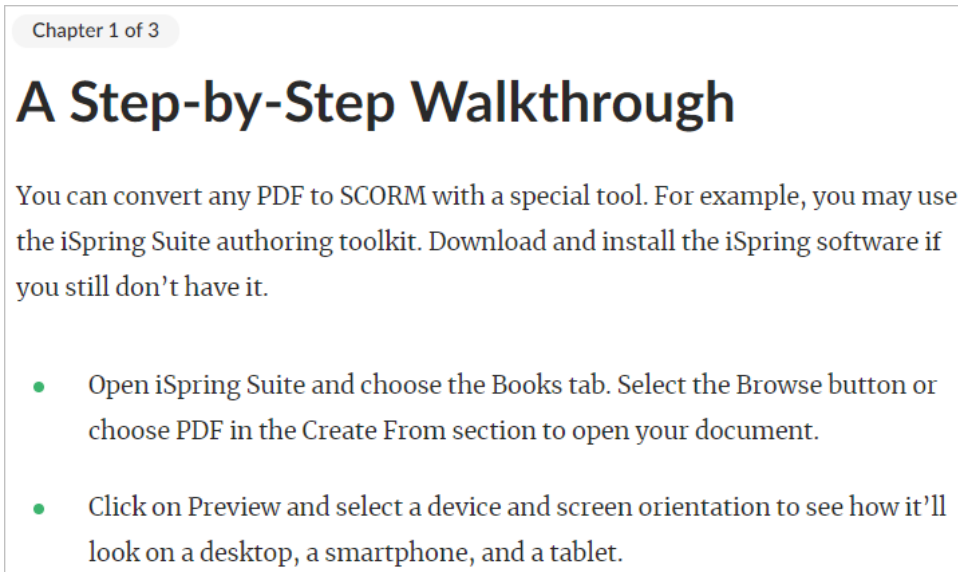 Chapter 1 of 3
A Step-by-Step Walkthrough
You can convert any PDF to SCORM with a special tool. For example, you may use
the iSpring Suite authoring toolkit. Download and install the iSpring software if
you still don’t have it.
Open iSpring Suite and choose the Books tab. Select the Browse button or
choose PDF in the Create From section to open your document.
Click on Preview and select a device and screen orientation to see how it’ll
look on a desktop, a smartphone, and a tablet.